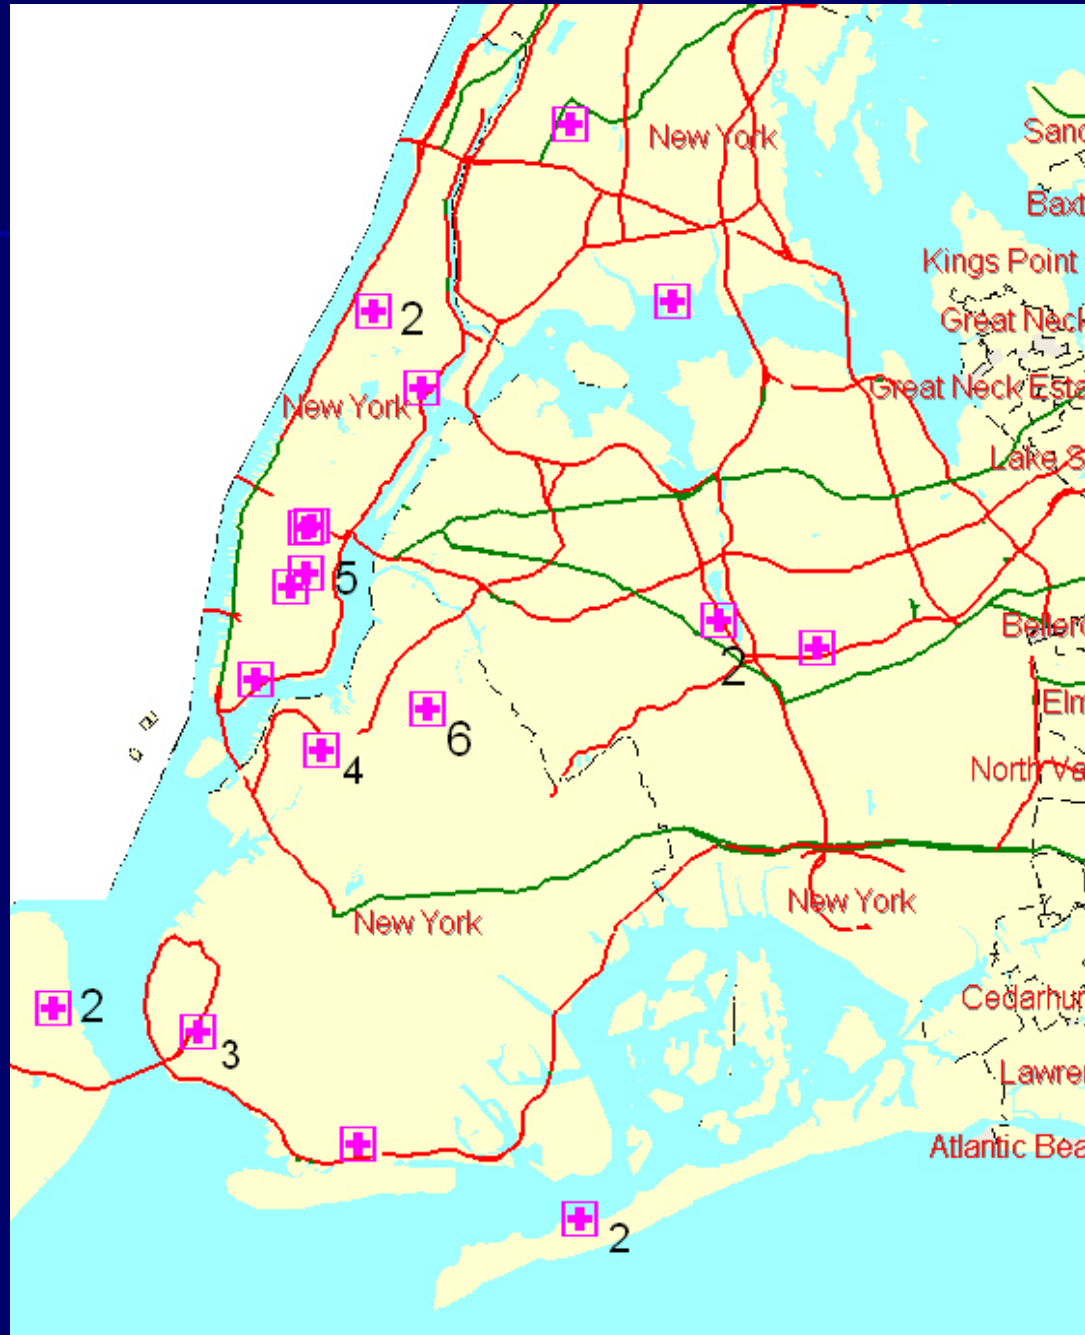 New York
Sand
Baxt
Kings Point
2
Great Neck
Great Neck Esta
New York
Lake S
5
Beller
2
Elm
6
4
North Va
New York
New York
Cedarhur
2
3
Lawre
Atlantic Bea
2